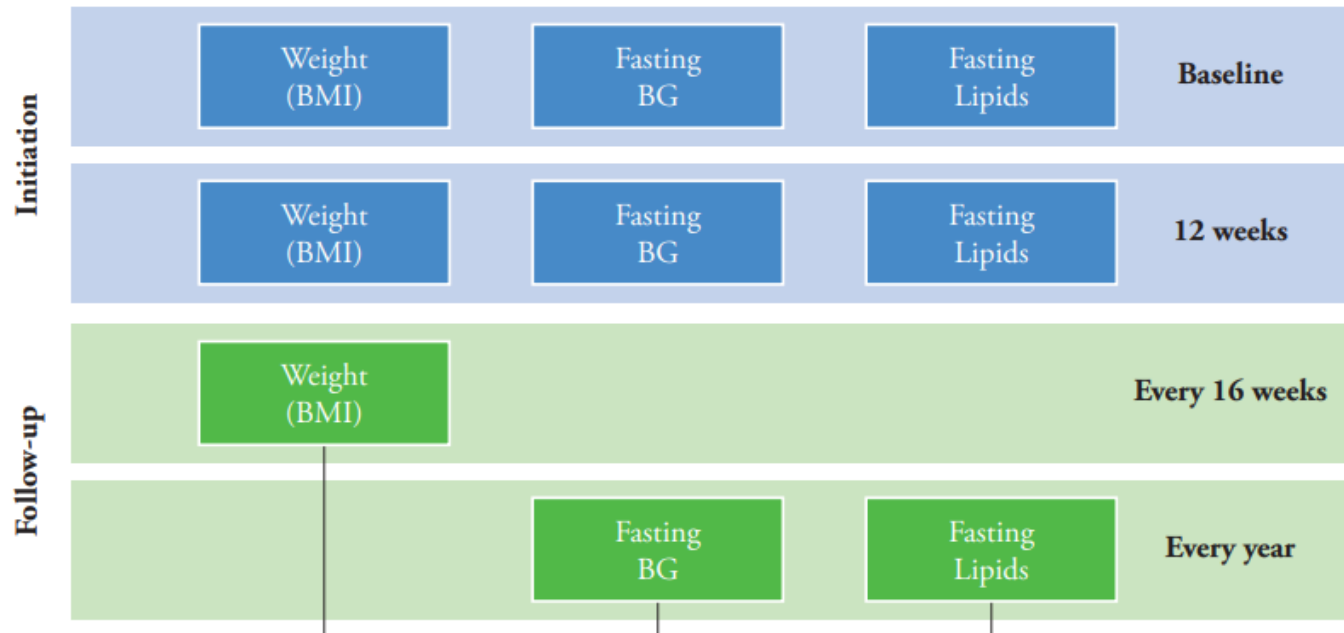 Initiation
Weight
(BMI)
Fasting
BG
Fasting
Lipids
Baseline
Weight
(BMI)
Fasting
BG
Fasting
Lipids
12 weeks
Follow-up
Weight
(BMI)
Every 16 weeks
Fasting
BG
Fasting
Lipids
Every year